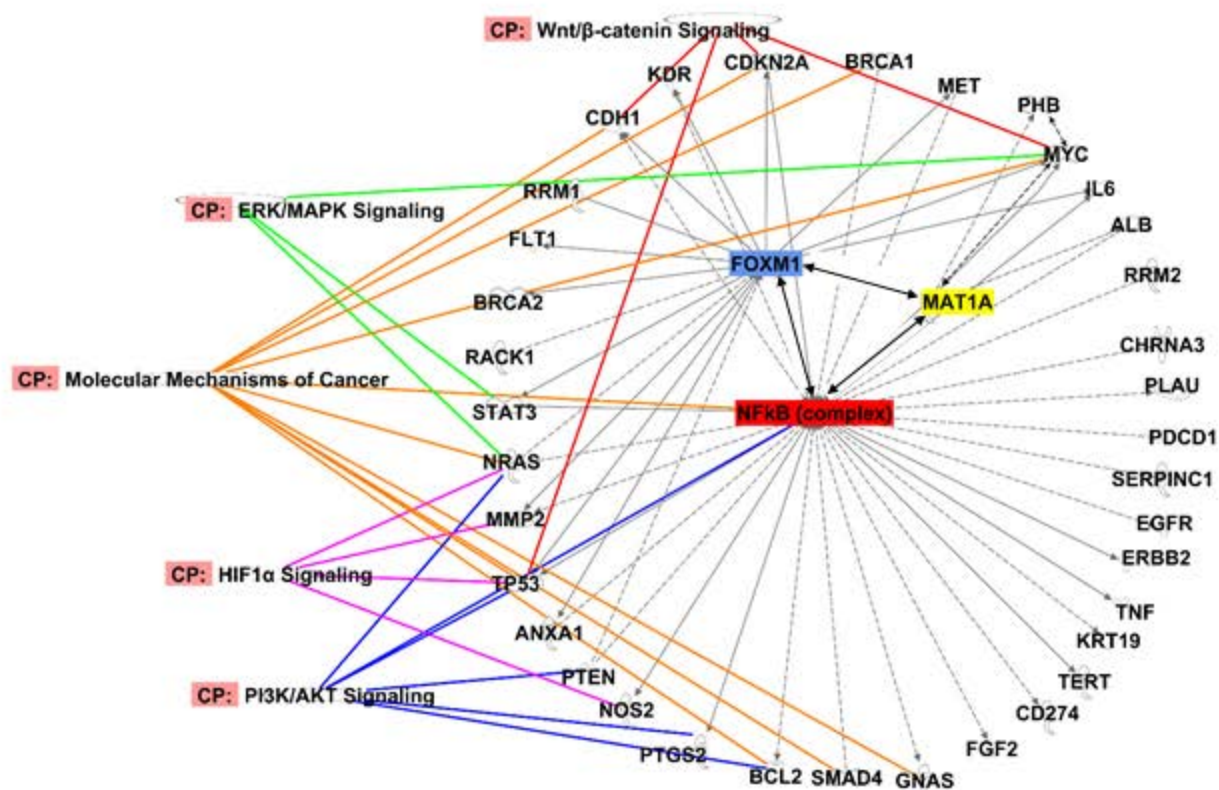 CP: Wnt/β-catenin Signaling
CDKN2A
BRCA1
KDR
MET
PHB
CDH1
MYC
RRM1
IL6
CP: ERK/MAPK Signaling
ALB
FLT1
FOXM1
RRM2
BRCA2
MAT1A
CHRNA3
RACK1
CP: Molecular Mechanisms of Cancer
PLAU
STAT3
NFkB (complex)
PDCD1
NRAS
SERPINC1
MMP2
EGFR
ERBB2
CP: HIF1α Signaling
TP53
TNF
ANXA1
KRT19
PTEN
TERT
CP: PI3K/AKT Signaling
NOS2
CD274
FGF2
PTGS2
BCL2
SMAD4
GNAS